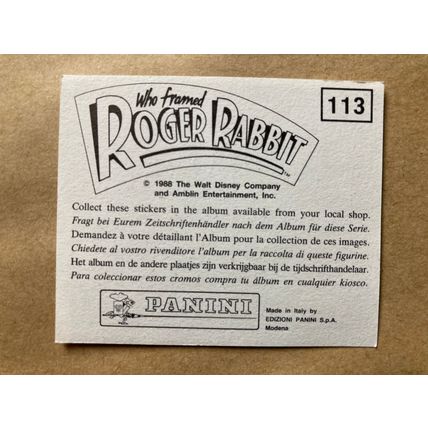 Who framed
ROGER RABBIT™
113
© 1988 The Walt Disney Company
and Amblin Entertainment, Inc.
Collect these stickers in the album available from your local shop.
Fragt bei Eurem Zeitschriftenhändler nach dem Album für diese Serie.
Demandez à votre détaillant l'Album pour la collection de ces images.
Chiedete al vostro rivenditore l'album per la raccolta di queste figurine.
Het album en de andere plaatjes zijn verkrijgbaar bij de tijdschrifthandelaar.
Para coleccionar estos cromos compra tu álbum en cualquier kiosco.
PANINI
Made in Italy by
EDIZIONI PANINI S.p.A.
Modena